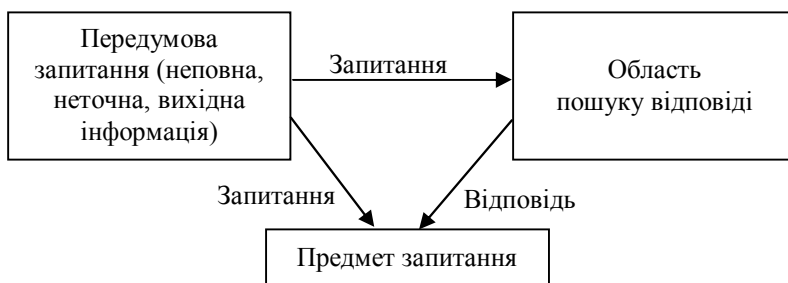 Передумова
запитання (неповна,
неточна, вихідна
інформація)
Запитання
Область
пошуку відповіді
Запитання
Відповідь
Предмет запитання